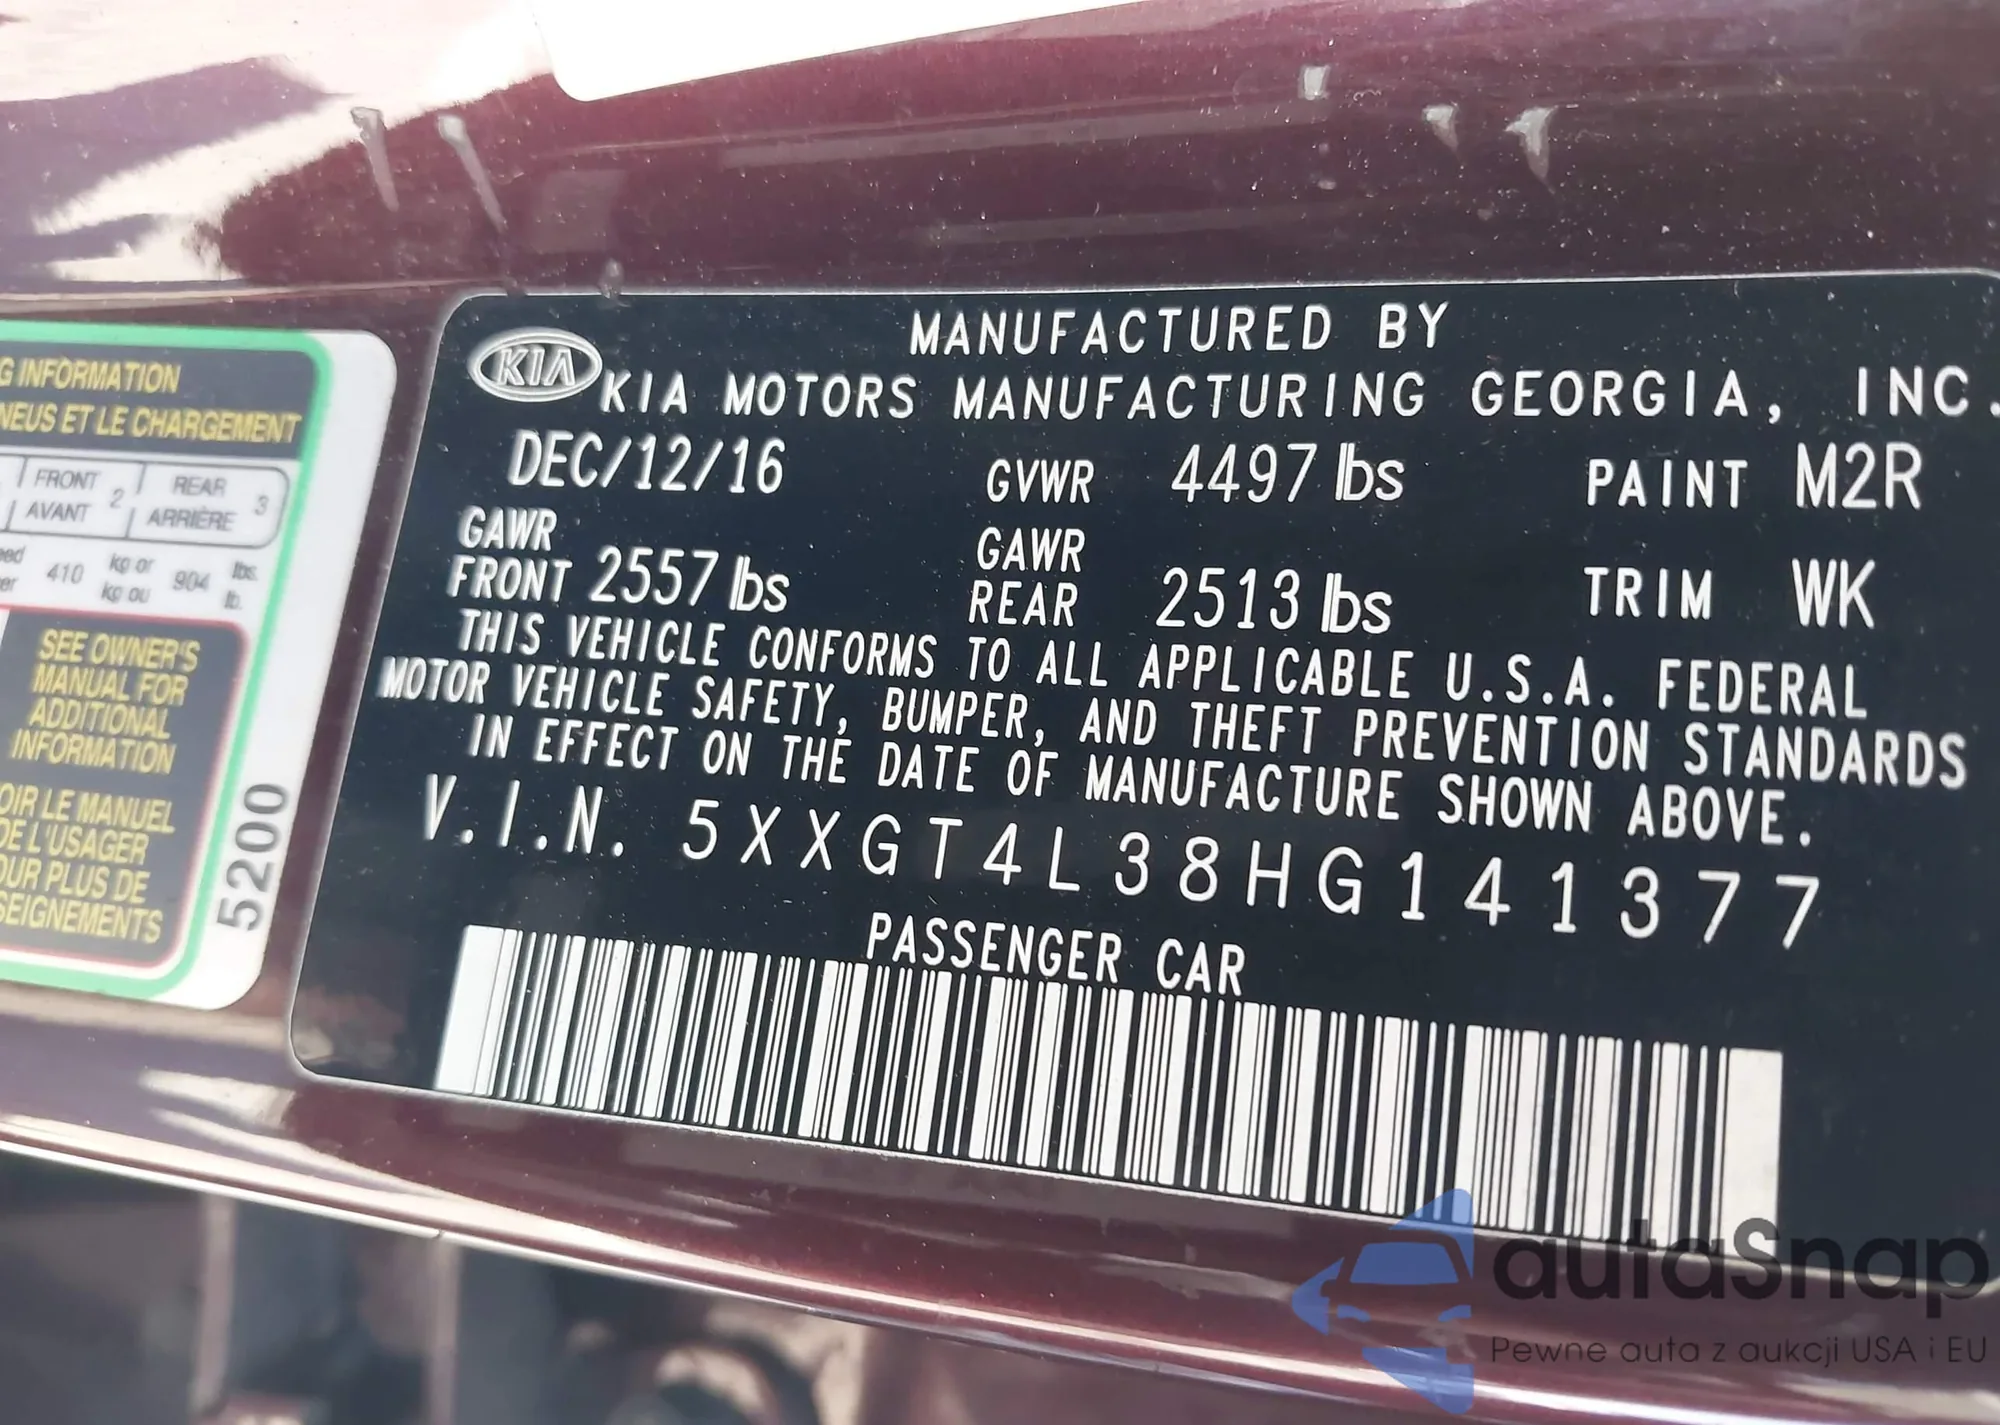 G INFORMATION
NEUS ET LE CHARGEMENT
FRONT 2 REAR 3
AVANT ARRIÈRE
410 kg or 904 lbs.
kg ou lb.
SEE OWNER'S
MANUAL FOR
ADDITIONAL
INFORMATION
OIR LE MANUEL
DE L'USAGER
OUR PLUS DE
SEIGNEMENTS
5200
KIA
MANUFACTURED BY
KIA MOTORS MANUFACTURING GEORGIA, INC.
DEC/12/16 GVWR 4497 lbs PAINT M2R
GAWR FRONT 2557 lbs GAWR REAR 2513 lbs TRIM WK
THIS VEHICLE CONFORMS TO ALL APPLICABLE U.S.A. FEDERAL
MOTOR VEHICLE SAFETY, BUMPER, AND THEFT PREVENTION STANDARDS
IN EFFECT ON THE DATE OF MANUFACTURE SHOWN ABOVE.
V.I.N. 5XXGT4L38HG141377
PASSENGER CAR
autaSnap
Pewne auta z aukcji USA i EU